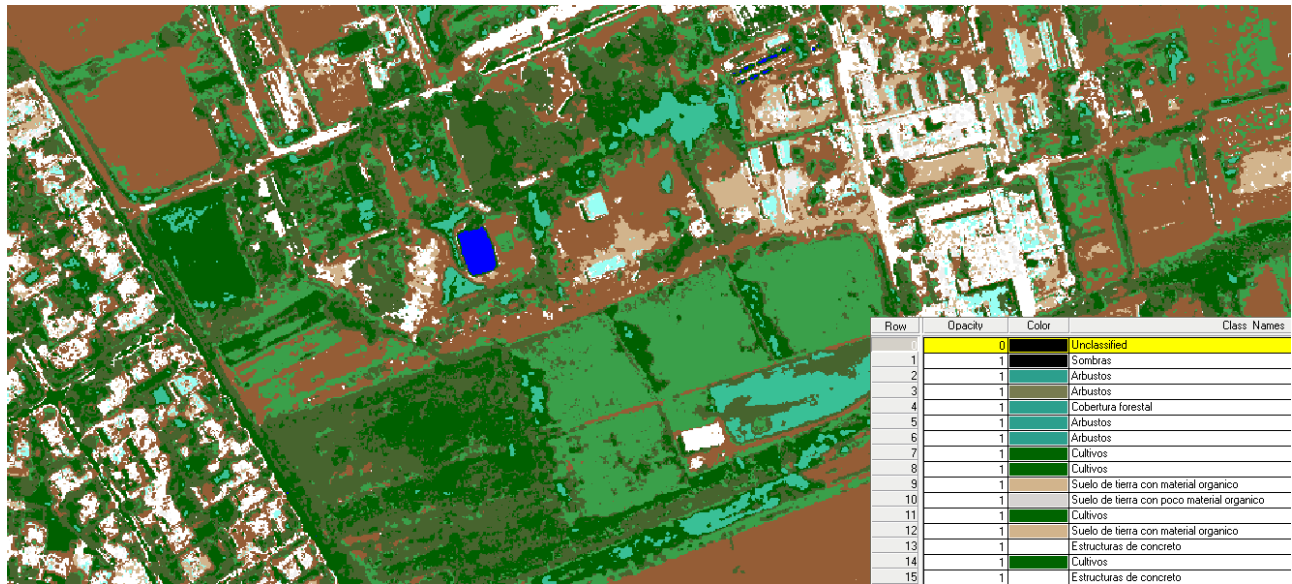 Row Opacity Color Class Names
0 Unclassified
1 1 Sombras
2 1 Arbustos
3 1 Arbustos
4 1 Cobertura forestal
5 1 Arbustos
6 1 Arbustos
7 1 Cultivos
8 1 Cultivos
9 1 Suelo de tierra con material organico
10 1 Suelo de tierra con poco material organico
11 1 Cultivos
12 1 Suelo de tierra con material organico
13 1 Estructuras de concreto
14 1 Cultivos
15 1 Estructuras de concreto